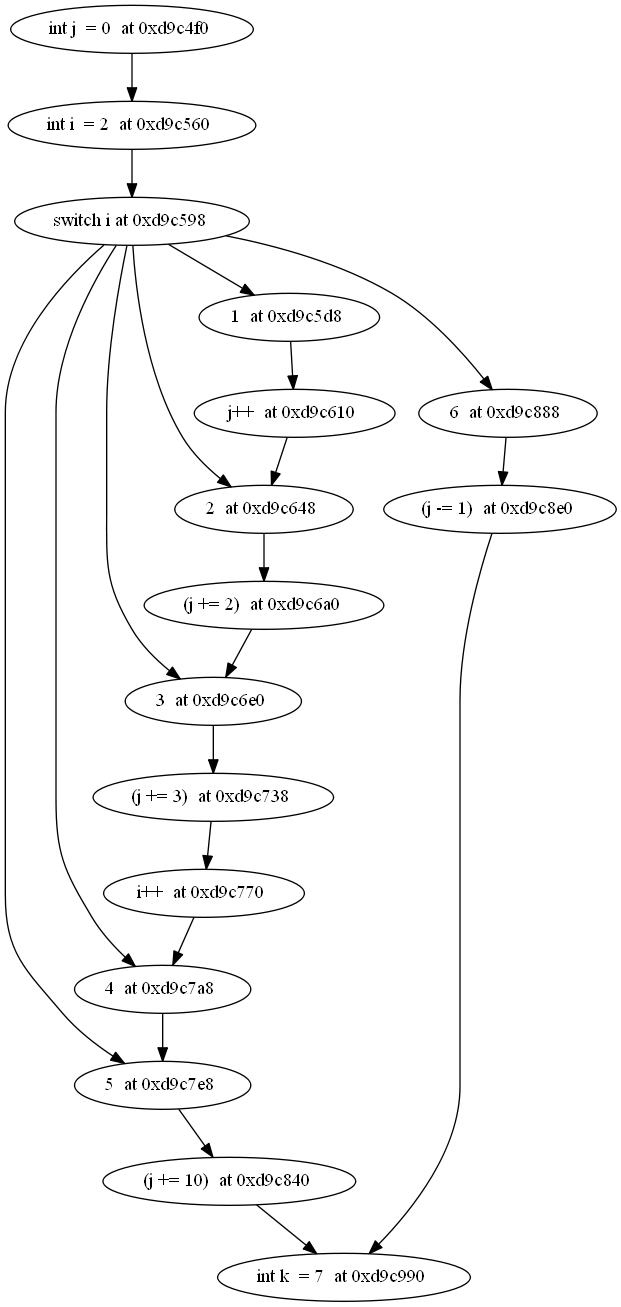 int j = 0 at 0xd9c4f0
int i = 2 at 0xd9c560
switch i at 0xd9c598
1 at 0xd9c5d8
j++ at 0xd9c610
6 at 0xd9c888
2 at 0xd9c648
(j -= 1) at 0xd9c8e0
(j += 2) at 0xd9c6a0
3 at 0xd9c6e0
(j += 3) at 0xd9c738
i++ at 0xd9c770
4 at 0xd9c7a8
5 at 0xd9c7e8
(j += 10) at 0xd9c840
int k = 7 at 0xd9c990